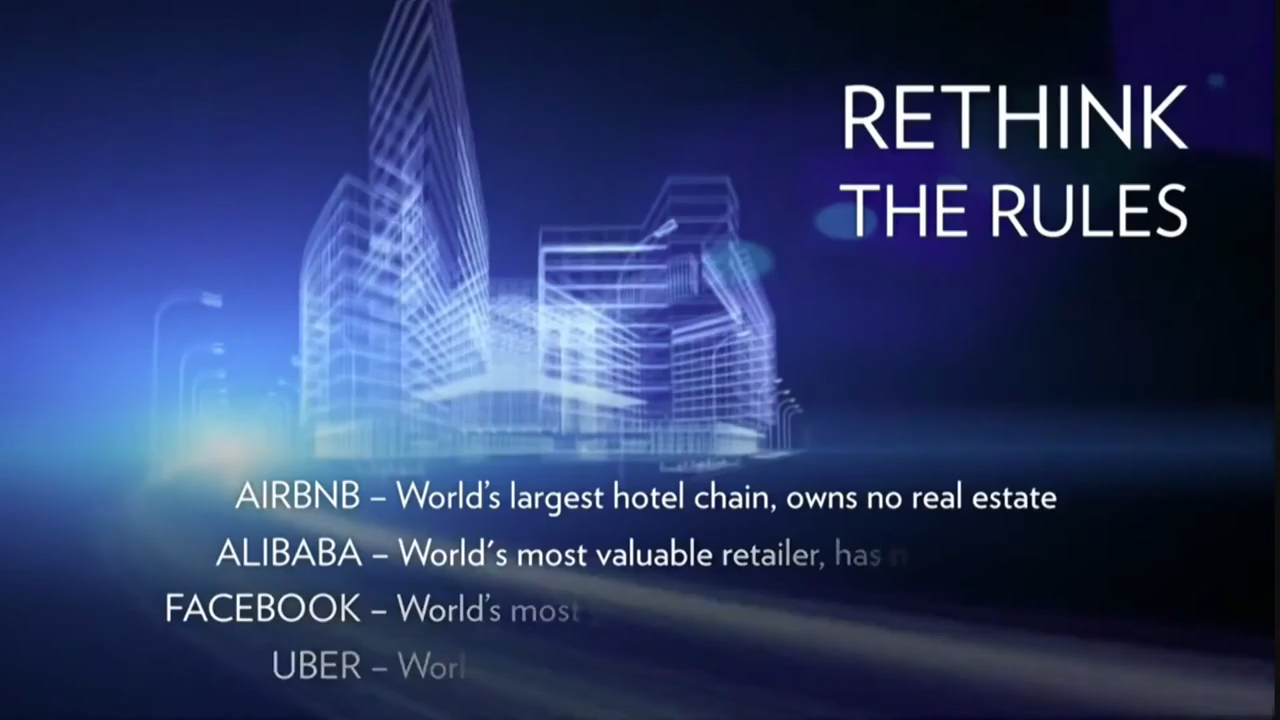 RETHINK
THE RULES
AIRBNB – World's largest hotel chain, owns no real estate
ALIBABA – World's most valuable retailer, has
FACEBOOK – World's most
UBER –